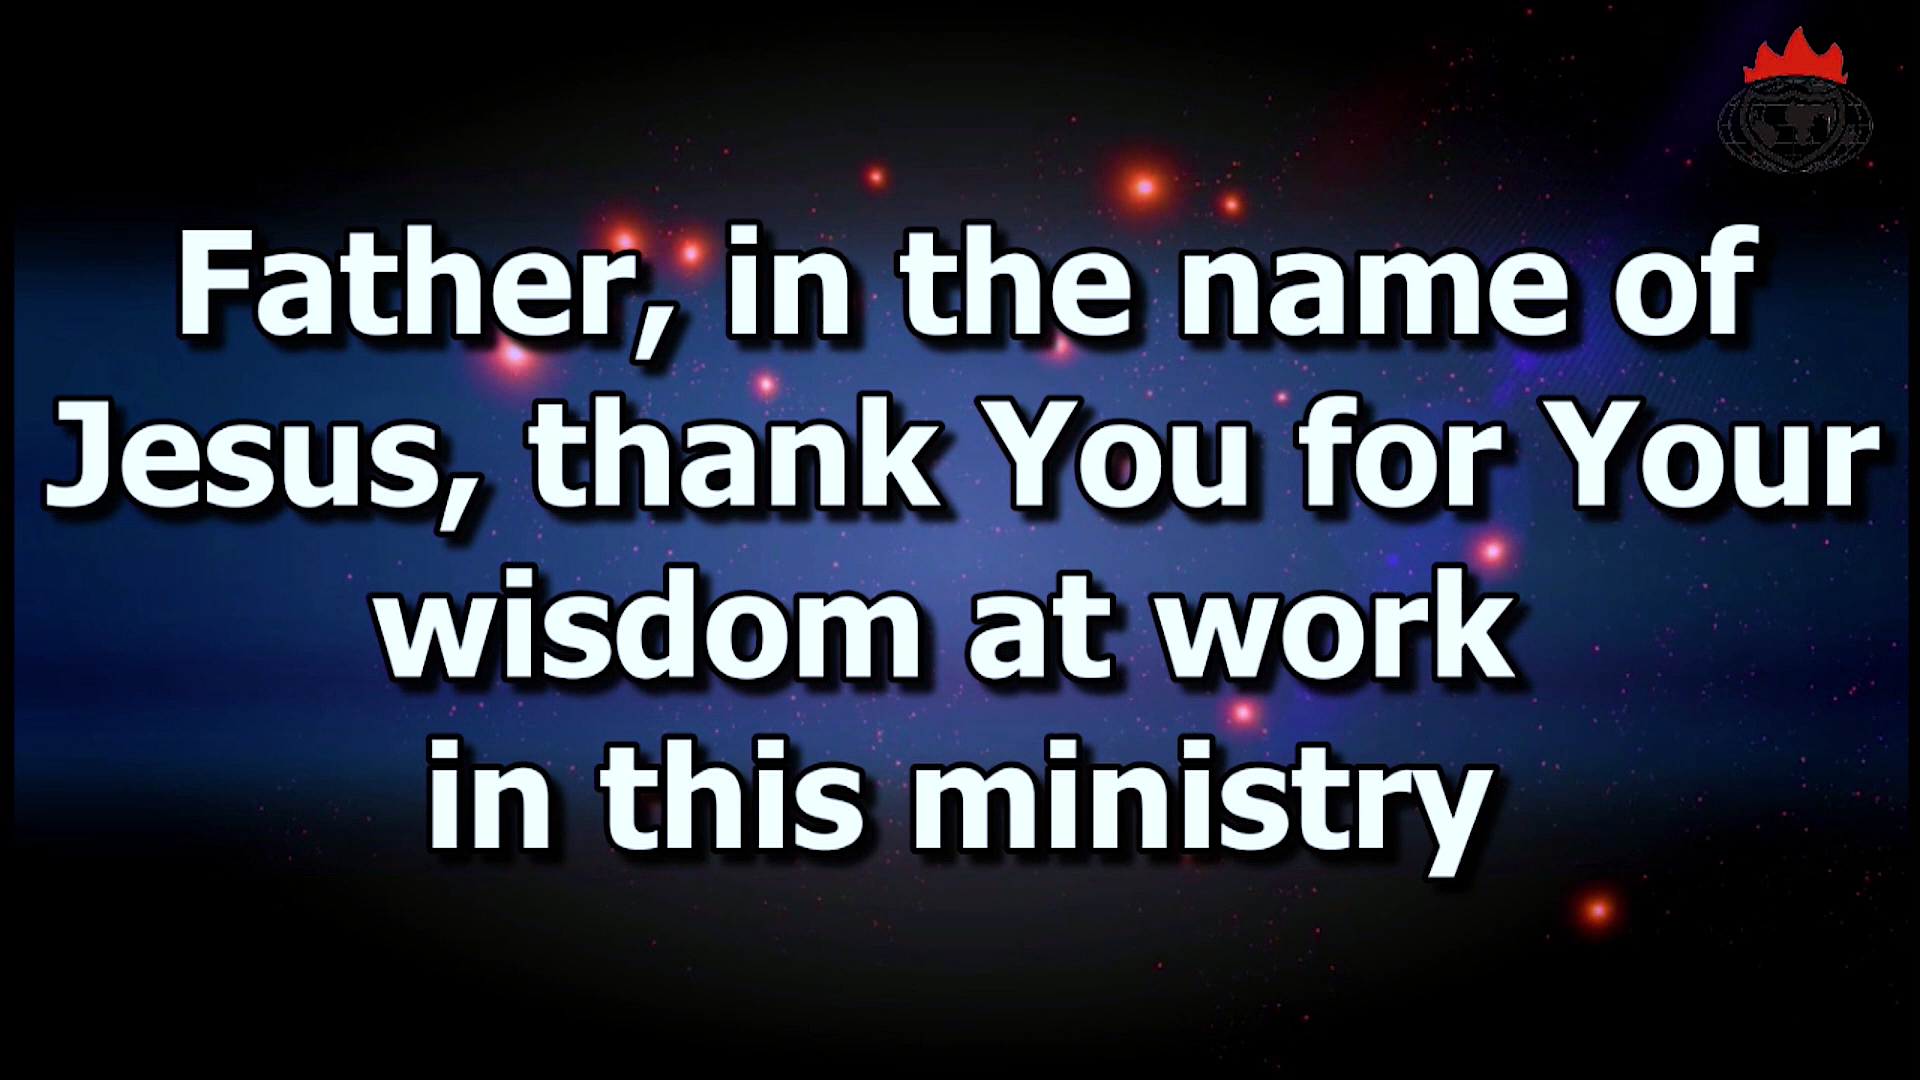 Father, in the name of
Jesus, thank You for Your
wisdom at work
in this ministry